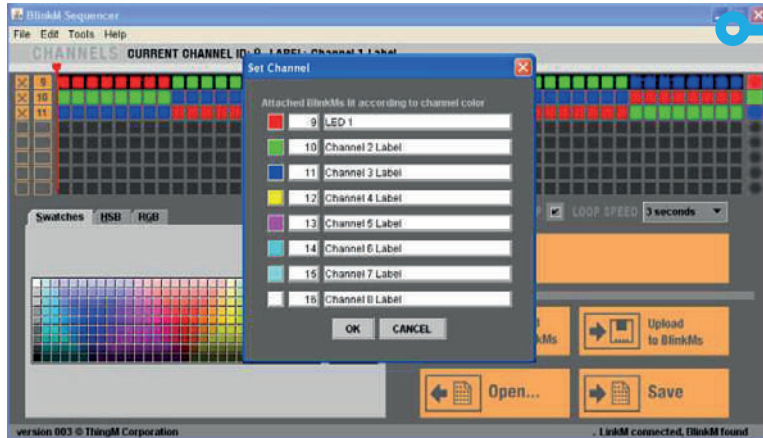 BlinkM Sequencer
File Edit Tools Help
CHANNELS CURRENT CHANNEL ID: 9 LABEL: Channel 1 Label
Set Channel
Attached BlinkMs lit according to channel color
9
10
11
9 LED 1
10 Channel 2 Label
11 Channel 3 Label
12 Channel 4 Label
13 Channel 5 Label
14 Channel 6 Label
15 Channel 7 Label
16 Channel 8 Label
OK CANCEL
Swatches HSB RGB
LOOP SPEED 3 seconds
Upload
to BlinkMs
Open...
Save
version 003 © ThingM Corporation
. LinkM connected, BlinkM found